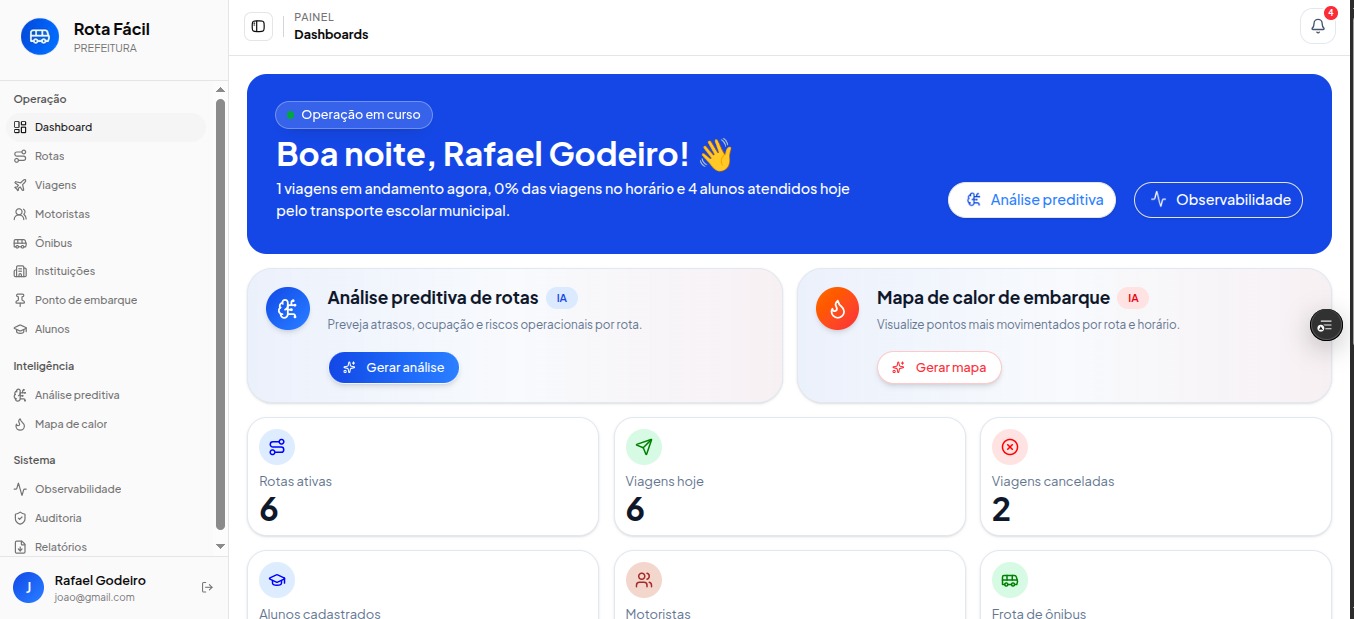 Rota Fácil
PREFEITURA
Operação
Dashboard
Rotas
Viagens
Motoristas
Ônibus
Instituições
Ponto de embarque
Alunos
Inteligência
Análise preditiva
Mapa de calor
Sistema
Observabilidade
Auditoria
Relatórios
J
Rafael Godeiro
joao@gmail.com
PAINEL
Dashboards
4
Operação em curso
Boa noite, Rafael Godeiro! 👋
1 viagens em andamento agora, 0% das viagens no horário e 4 alunos atendidos hoje
pelo transporte escolar municipal.
Análise preditiva
Observabilidade
Análise preditiva de rotas IA
Preveja atrasos, ocupação e riscos operacionais por rota.
Gerar análise
Mapa de calor de embarque IA
Visualize pontos mais movimentados por rota e horário.
Gerar mapa
Rotas ativas
6
Viagens hoje
6
Viagens canceladas
2
Alunos cadastrados
Motoristas
Frota de ônibus